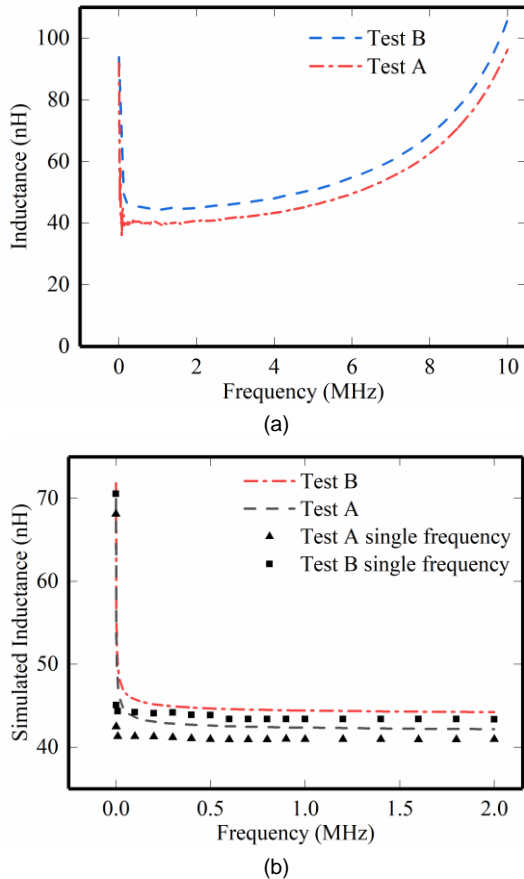 100
80
60
40
20
0
Inductance (nH)
Test B
Test A
0 2 4 6 8 10
Frequency (MHz)
(a)
70
60
50
40
Simulated Inductance (nH)
Test B
Test A
Test A single frequency
Test B single frequency
0.0 0.5 1.0 1.5 2.0
Frequency (MHz)
(b)